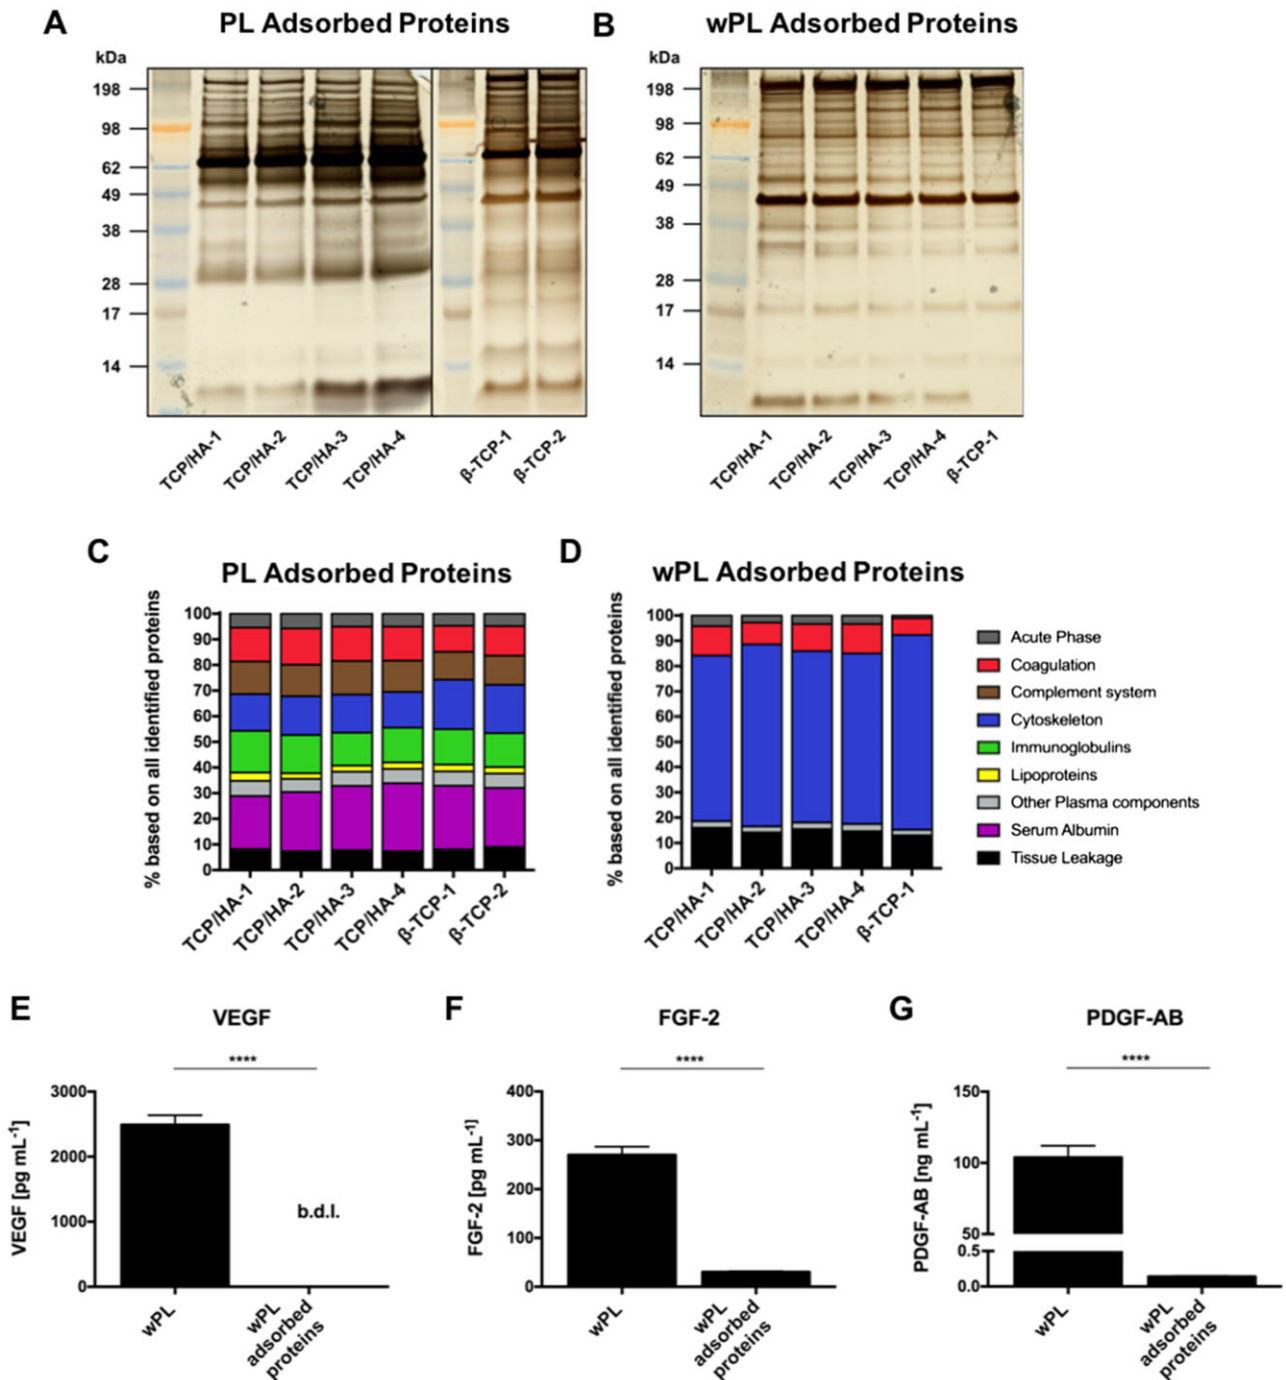 A
PL Adsorbed Proteins
kDa
198
98
62
49
38
28
17
14
TCP/HA-1
TCP/HA-2
TCP/HA-3
TCP/HA-4
β-TCP-1
β-TCP-2
B
wPL Adsorbed Proteins
kDa
198
98
62
49
38
28
17
14
TCP/HA-1
TCP/HA-2
TCP/HA-3
TCP/HA-4
β-TCP-1
C
PL Adsorbed Proteins
% based on all identified proteins
100
90
80
70
60
50
40
30
20
10
0
TCP/HA-1
TCP/HA-2
TCP/HA-3
TCP/HA-4
β-TCP-1
β-TCP-2
D
wPL Adsorbed Proteins
% based on all identified proteins
100
90
80
70
60
50
40
30
20
10
0
TCP/HA-1
TCP/HA-2
TCP/HA-3
TCP/HA-4
β-TCP-1
Acute Phase
Coagulation
Complement system
Cytoskeleton
Immunoglobulins
Lipoproteins
Other Plasma components
Serum Albumin
Tissue Leakage
E
VEGF
****
VEGF [pg mL⁻¹]
3000
2000
1000
0
b.d.l.
wPL
wPL
adsorbed
proteins
F
FGF-2
****
FGF-2 [pg mL⁻¹]
400
300
200
100
0
wPL
wPL
adsorbed
proteins
G
PDGF-AB
****
PDGF-AB [ng mL⁻¹]
150
100
50
0.5
0.0
wPL
wPL
adsorbed
proteins